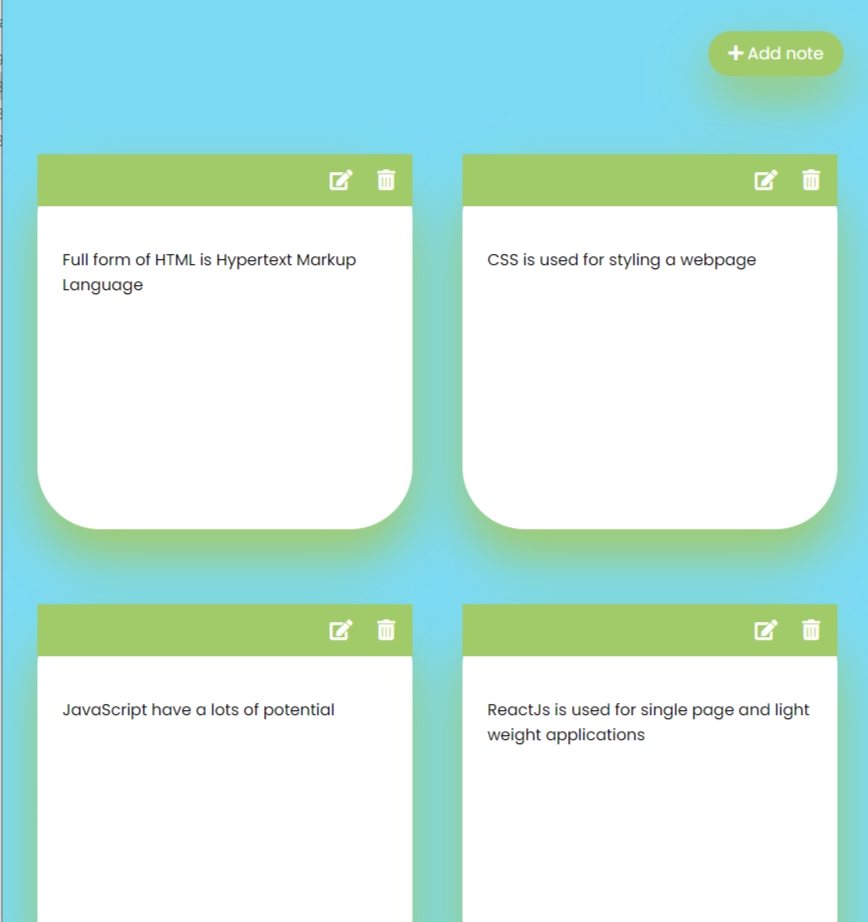 Add note
Full form of HTML is Hypertext Markup
Language
CSS is used for styling a webpage
JavaScript have a lots of potential
ReactJs is used for single page and light
weight applications